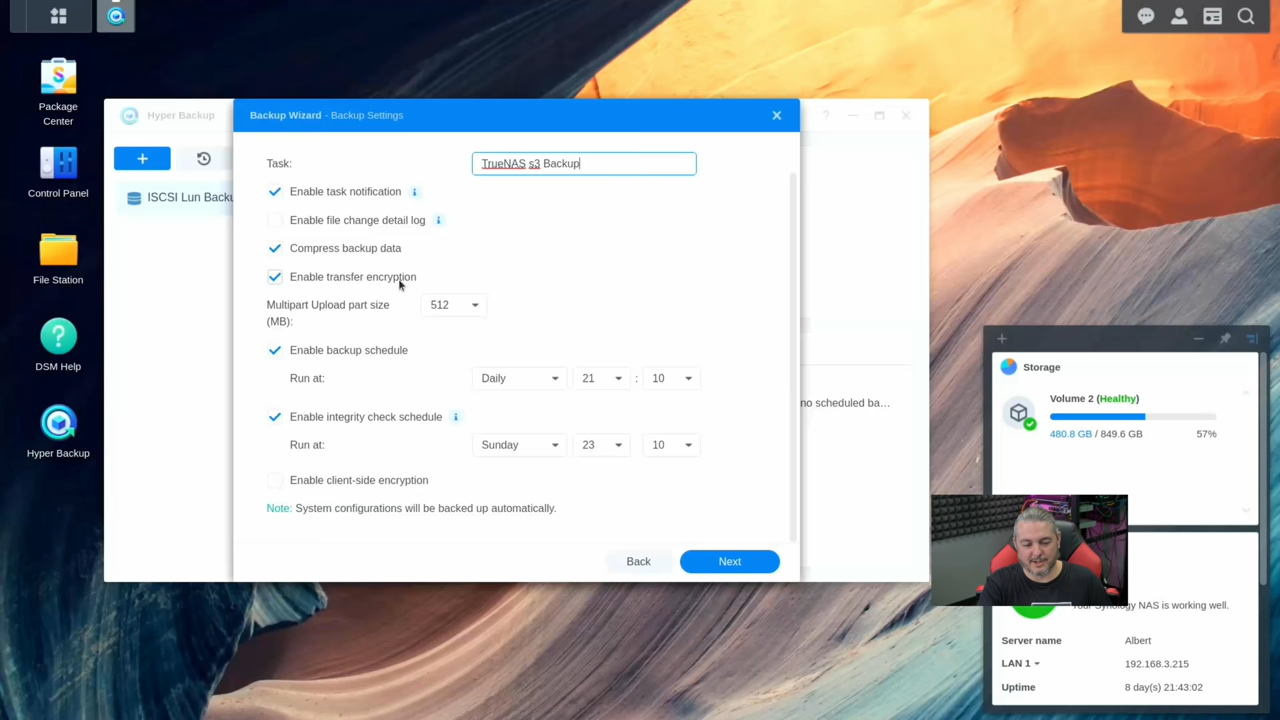 Package
Center
Control Panel
File Station
DSM Help
Hyper Backup
Hyper Backup
ISCSI Lun Backu
Backup Wizard - Backup Settings
Task: TrueNAS s3 Backup
Enable task notification
Enable file change detail log
Compress backup data
Enable transfer encryption
Multipart Upload part size
(MB): 512
Enable backup schedule
Run at: Daily 21 : 10
Enable integrity check schedule
Run at: Sunday 23 10
Enable client-side encryption
Note: System configurations will be backed up automatically.
Back Next
no scheduled ba…
Storage
Volume 2 (Healthy)
480.8 GB / 849.6 GB 57%
Your Synology NAS is working well.
Server name Albert
LAN 1 192.168.3.215
Uptime 8 day(s) 21:43:02